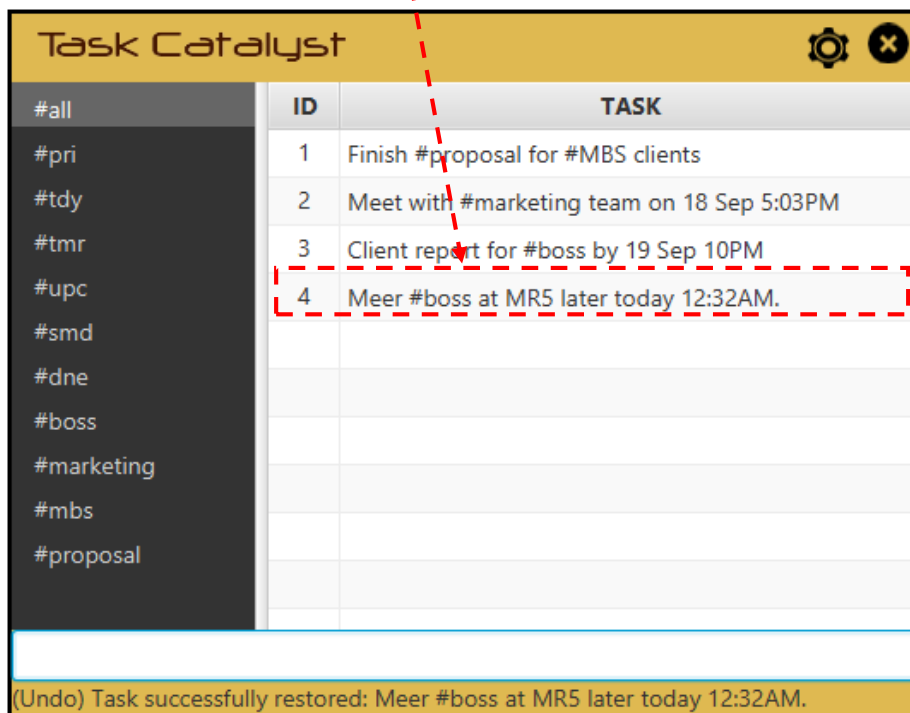 Task Catalyst
#all
#pri
#tdy
#tmr
#upc
#smd
#dne
#boss
#marketing
#mbs
#proposal
ID TASK
1 Finish #proposal for #MBS clients
2 Meet with #marketing team on 18 Sep 5:03PM
3 Client report for #boss by 19 Sep 10PM
4 Meer #boss at MR5 later today 12:32AM.
(Undo) Task successfully restored: Meer #boss at MR5 later today 12:32AM.